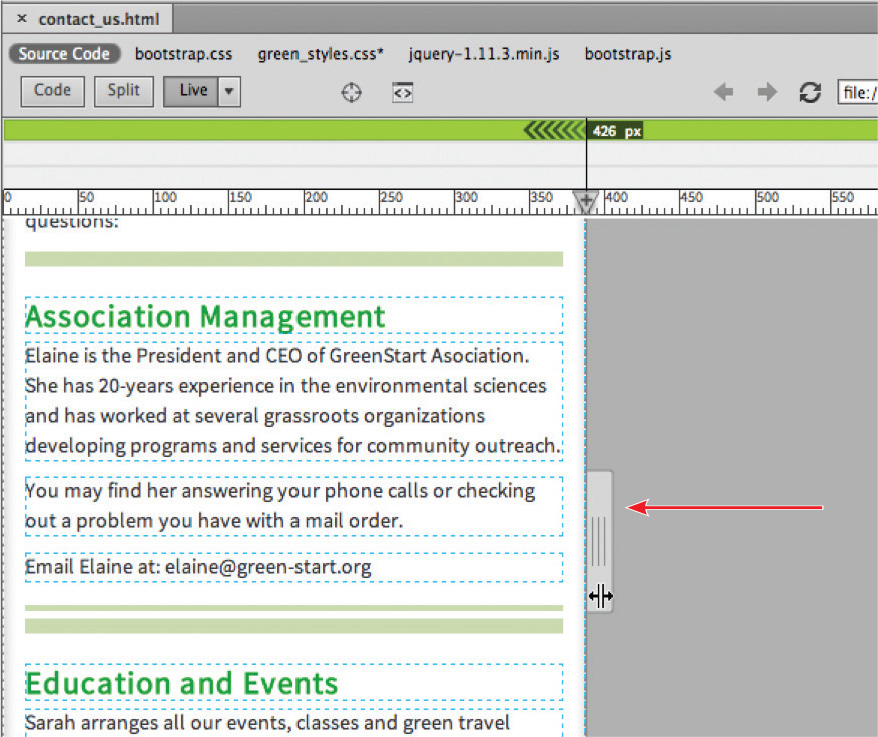 × contact_us.html
Source Code bootstrap.css green_styles.css* jquery-1.11.3.min.js bootstrap.js
Code Split Live file:/
426 px
0 50 100 150 200 250 300 350 400 450 500 550
questions:
Association Management
Elaine is the President and CEO of GreenStart Asociation.
She has 20-years experience in the environmental sciences
and has worked at several grassroots organizations
developing programs and services for community outreach.
You may find her answering your phone calls or checking
out a problem you have with a mail order.
Email Elaine at: elaine@green-start.org
Education and Events
Sarah arranges all our events, classes and green travel